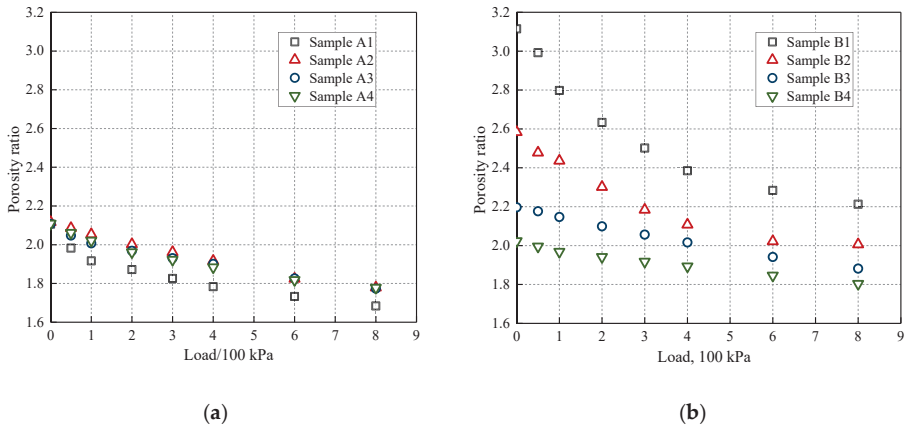 3.2
3.0
2.8
2.6
2.4
2.2
2.0
1.8
1.6
Porosity ratio
Sample A1
Sample A2
Sample A3
Sample A4
0 1 2 3 4 5 6 7 8 9
Load/100 kPa
(a)
3.2
3.0
2.8
2.6
2.4
2.2
2.0
1.8
1.6
Porosity ratio
Sample B1
Sample B2
Sample B3
Sample B4
0 1 2 3 4 5 6 7 8 9
Load, 100 kPa
(b)